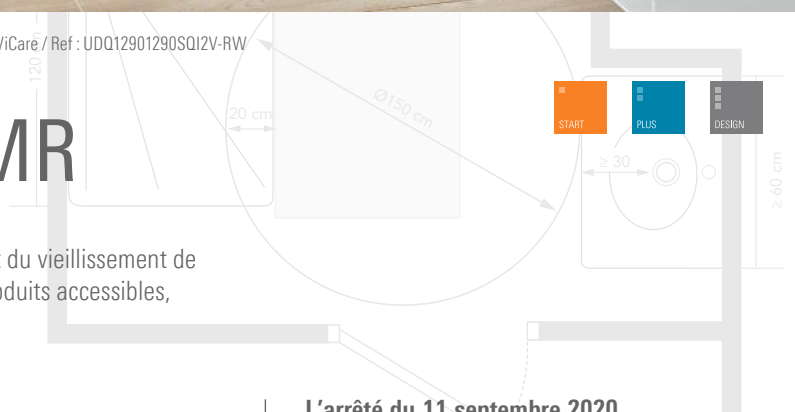 ViCare / Ref : UDQ12901290SQI2V-RW
120 cm
20 cm
Ø150 cm
START
PLUS
DESIGN
≥ 30
≥ 60 cm
MR
du vieillissement de
oduits accessibles,
L'arrêté du 11 septembre 2020